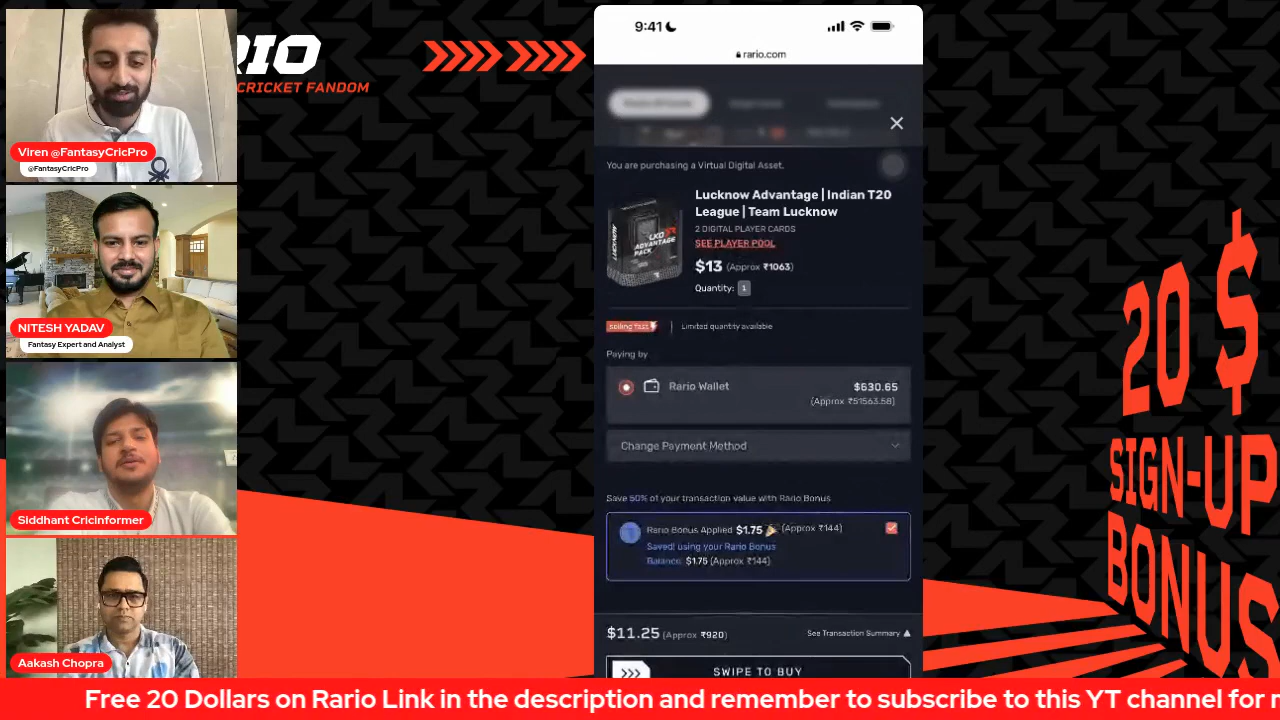 RIO
CRICKET FANDOM
Viren @FantasyCricPro
@FantasyCricPro
NITESH YADAV
Fantasy Expert and Analyst
Siddhant Cricinformer
Aakash Chopra
9:41
rario.com
You are purchasing a Virtual Digital Asset.
LUCKNOW
LKO
ADVANTAGE
PACK
Lucknow Advantage | Indian T20
League | Team Lucknow
2 DIGITAL PLAYER CARDS
SEE PLAYER POOL
$13 (Approx ₹1063)
Quantity: 1
Selling fast | Limited quantity available
Paying by
Rario Wallet $630.65
(Approx ₹51563.58)
Change Payment Method
Save 50% of your transaction value with Rario Bonus
Rario Bonus Applied $1.75 (Approx ₹144)
Saved! using your Rario Bonus
Balance: $1.75 (Approx ₹144)
$11.25 (Approx ₹920) See Transaction Summary
SWIPE TO BUY
20 $
SIGN-UP
BONUS
Free 20 Dollars on Rario Link in the description and remember to subscribe to this YT channel for